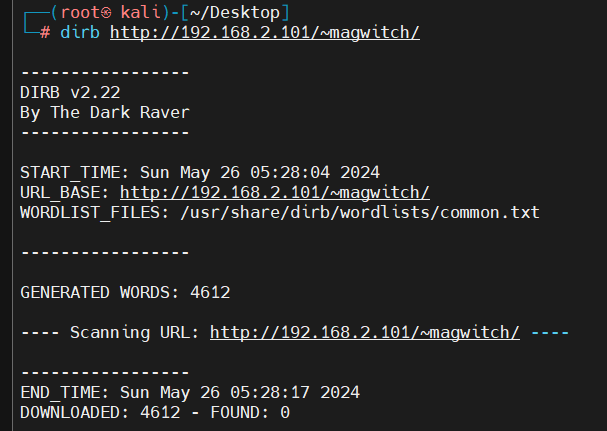 ┌──(root㉿ kali)-[~/Desktop]
└─# dirb http://192.168.2.101/~magwitch/
-----------------
DIRB v2.22
By The Dark Raver
-----------------
START_TIME: Sun May 26 05:28:04 2024
URL_BASE: http://192.168.2.101/~magwitch/
WORDLIST_FILES: /usr/share/dirb/wordlists/common.txt
-----------------
GENERATED WORDS: 4612
---- Scanning URL: http://192.168.2.101/~magwitch/ ----
-----------------
END_TIME: Sun May 26 05:28:17 2024
DOWNLOADED: 4612 - FOUND: 0